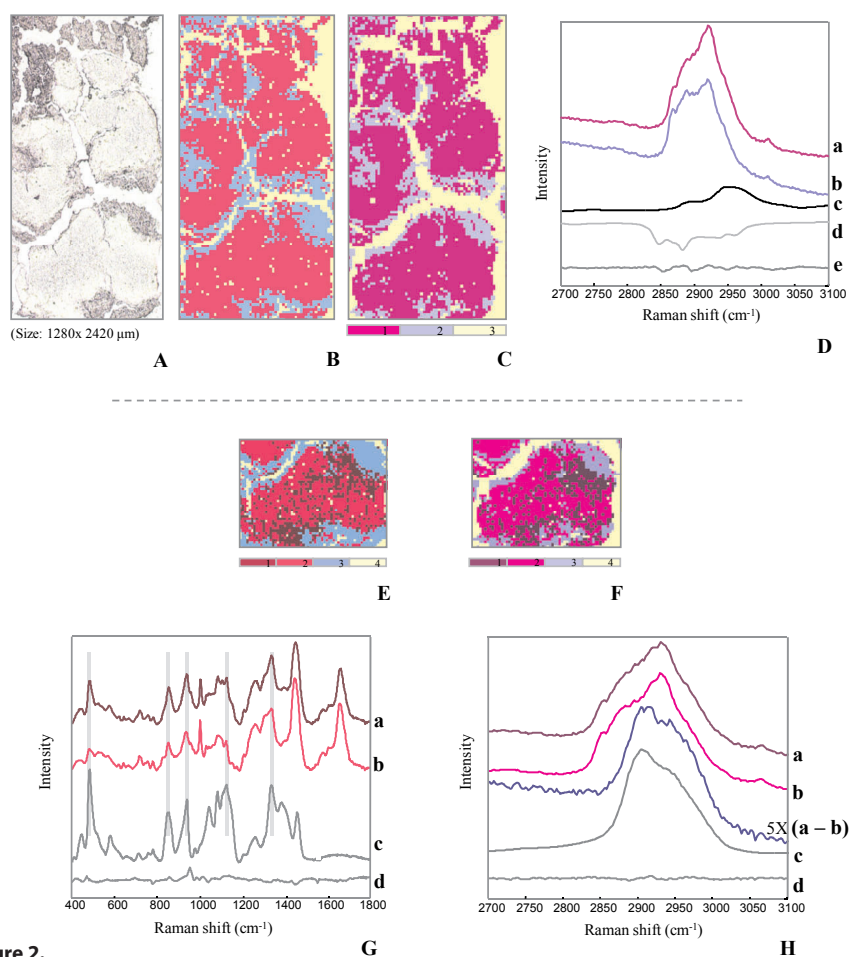 (Size: 1280x 2420 μm)
A
B
1 2 3
C
Intensity
a
b
c
d
e
2700 2750 2800 2850 2900 2950 3000 3050 3100
Raman shift (cm-1)
D
1 2 3 4
E
1 2 3 4
F
Intensity
a
b
c
d
400 600 800 1000 1200 1400 1600 1800
Raman shift (cm-1)
G
Intensity
a
b
5X (a – b)
c
d
2700 2750 2800 2850 2900 2950 3000 3050 3100
Raman shift (cm-1)
H
ure 2.